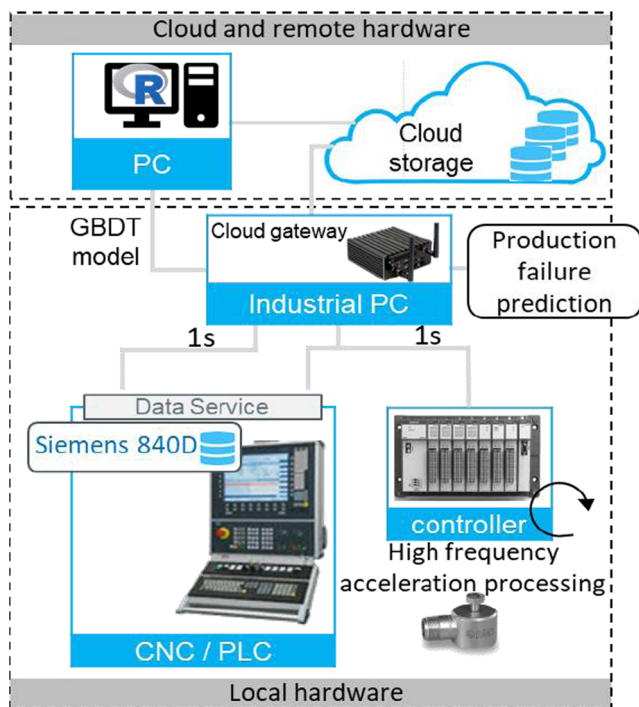 Cloud and remote hardware
R
PC
Cloud
storage
GBDT
model
Cloud gateway
Industrial PC
Production
failure
prediction
1s
1s
Data Service
Siemens 840D
CNC / PLC
controller
High frequency
acceleration processing
Local hardware